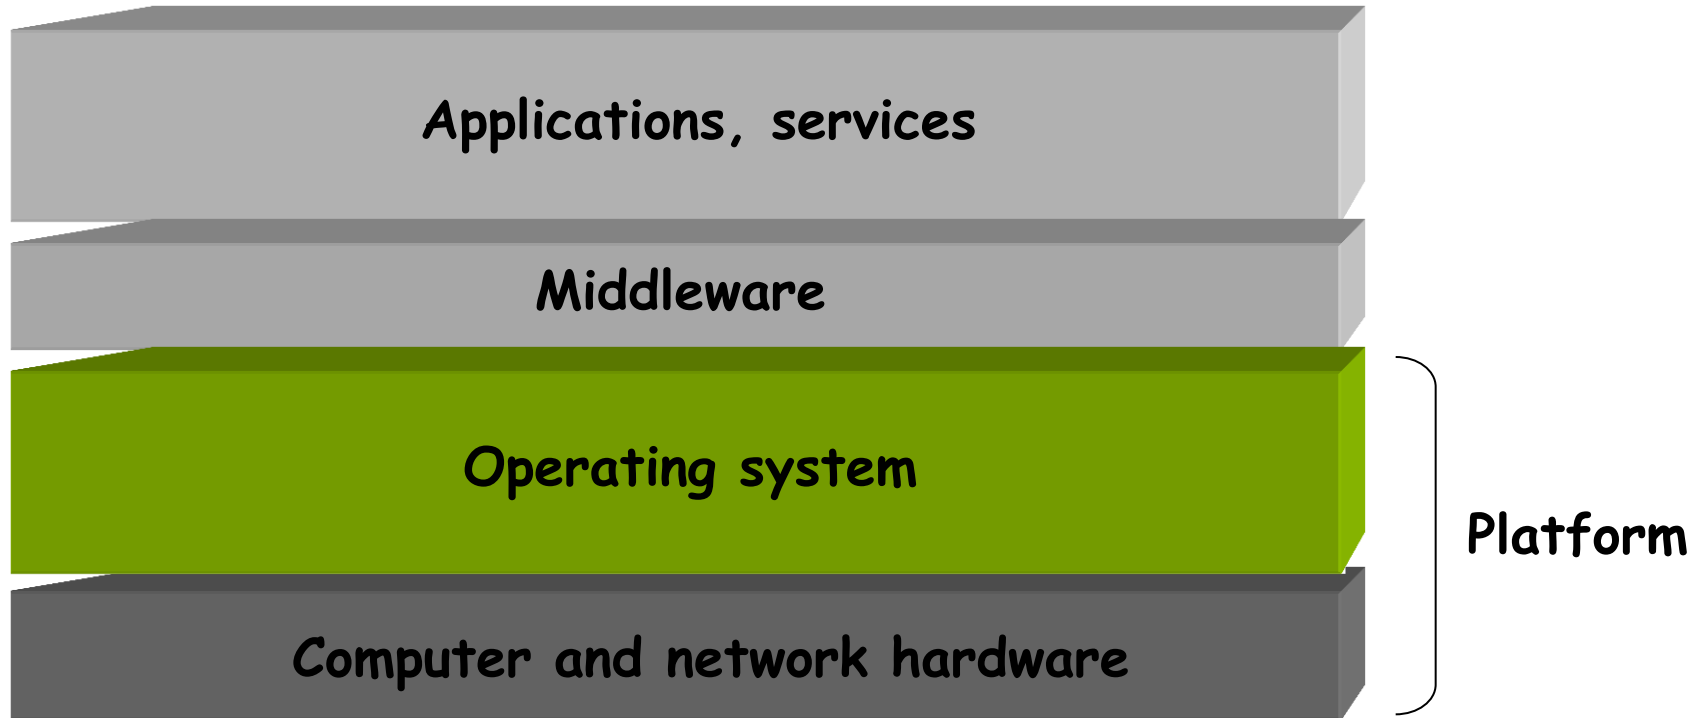 Applications, services
Middleware
Operating system
Platform
Computer and network hardware